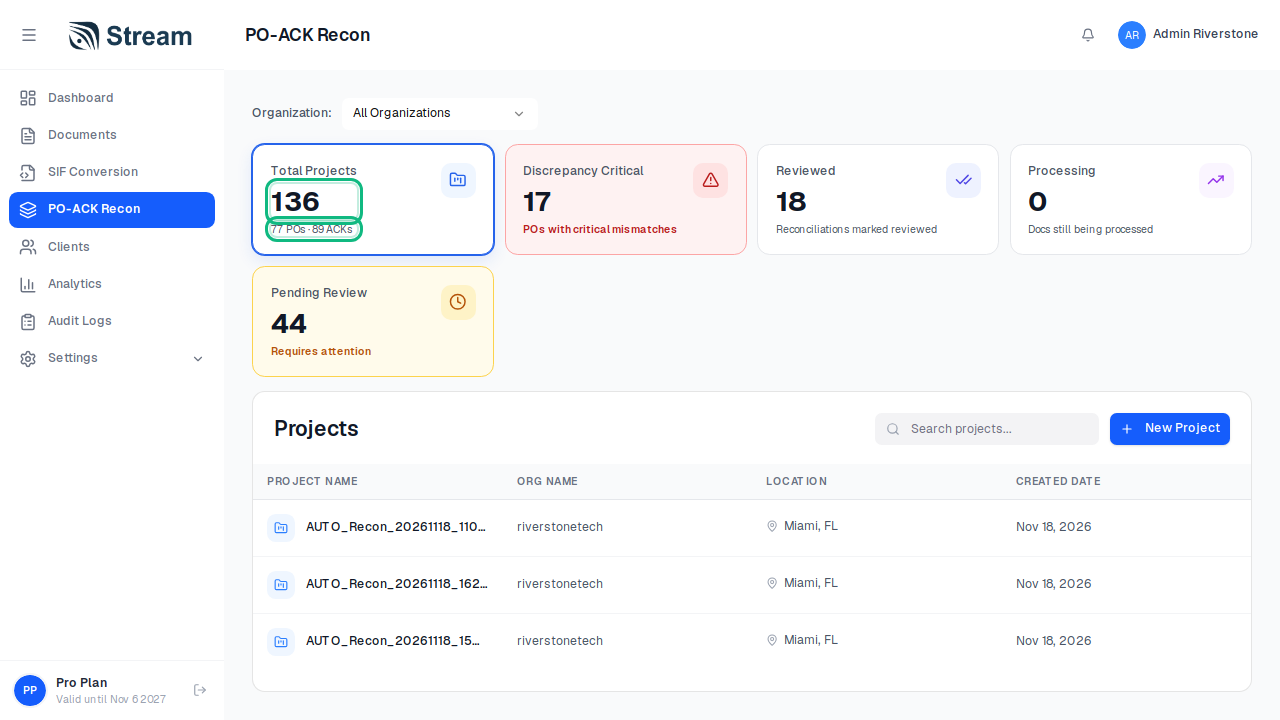 Stream
PO-ACK Recon
AR
Admin Riverstone
Dashboard
Documents
SIF Conversion
PO-ACK Recon
Clients
Analytics
Audit Logs
Settings
Organization:
All Organizations
Total Projects
136
77 POs · 89 ACKs
Discrepancy Critical
17
POs with critical mismatches
Reviewed
18
Reconciliations marked reviewed
Processing
0
Docs still being processed
Pending Review
44
Requires attention
Projects
Search projects...
New Project
PROJECT NAME
ORG NAME
LOCATION
CREATED DATE
AUTO_Recon_20261118_110...
riverstonetech
Miami, FL
Nov 18, 2026
AUTO_Recon_20261118_162...
riverstonetech
Miami, FL
Nov 18, 2026
AUTO_Recon_20261118_15...
riverstonetech
Miami, FL
Nov 18, 2026
PP
Pro Plan
Valid until Nov 6 2027